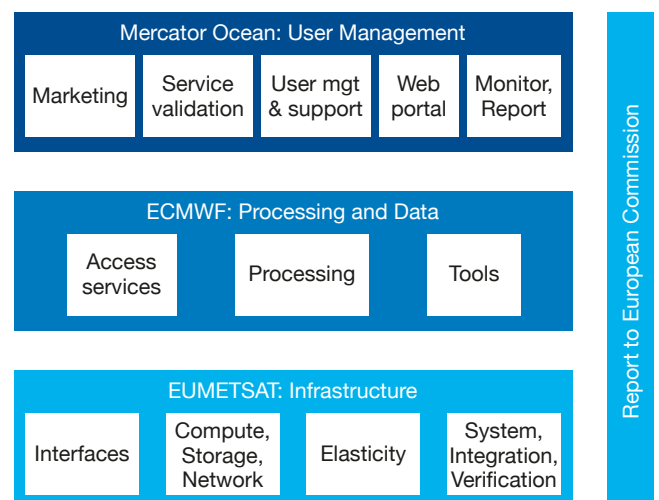 Mercator Ocean: User Management
Marketing
Service
validation
User mgt
& support
Web
portal
Monitor,
Report
ECMWF: Processing and Data
Access
services
Processing
Tools
EUMETSAT: Infrastructure
Interfaces
Compute,
Storage,
Network
Elasticity
System,
Integration,
Verification
Report to European Commission